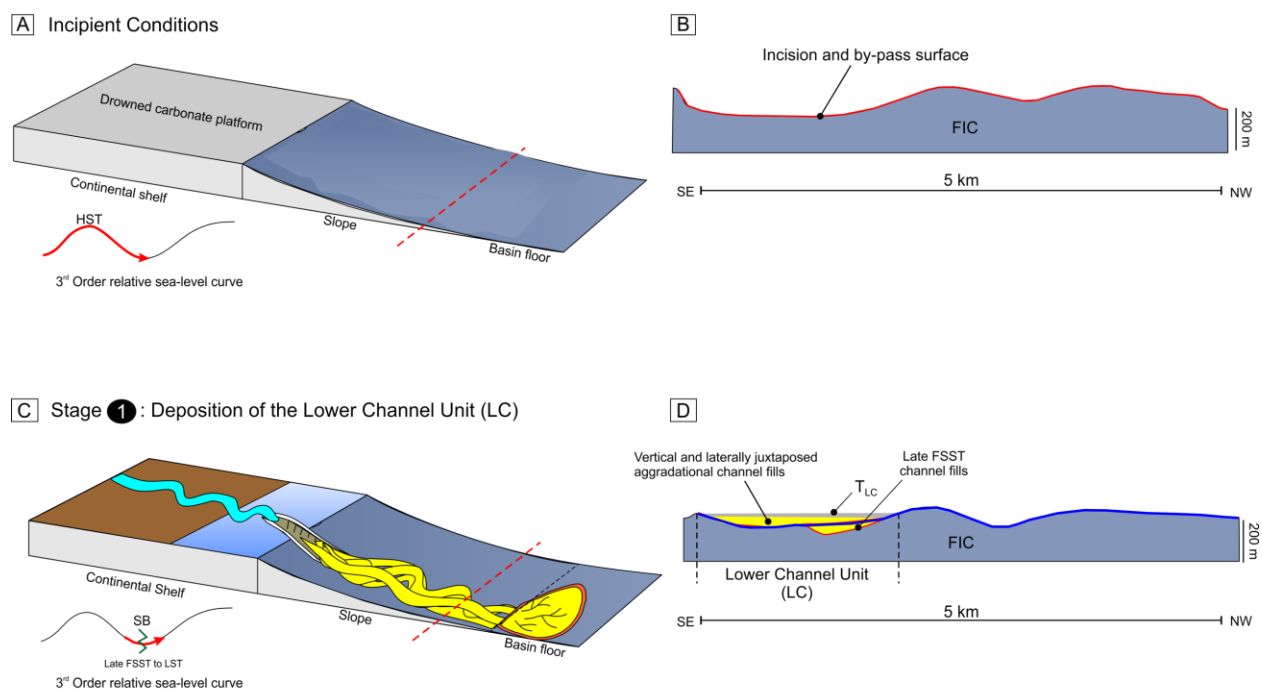 A Incipient Conditions
Drowned carbonate platform
Continental shelf
Slope
Basin floor
HST
3rd Order relative sea-level curve
B
Incision and by-pass surface
FIC
200 m
5 km
SE
NW
C Stage 1 : Deposition of the Lower Channel Unit (LC)
Continental Shelf
Slope
Basin floor
SB
Late FSST to LST
3rd Order relative sea-level curve
D
Vertical and laterally juxtaposed
aggradational channel fills
Late FSST
channel fills
TLC
FIC
200 m
Lower Channel Unit
(LC)
5 km
SE
NW